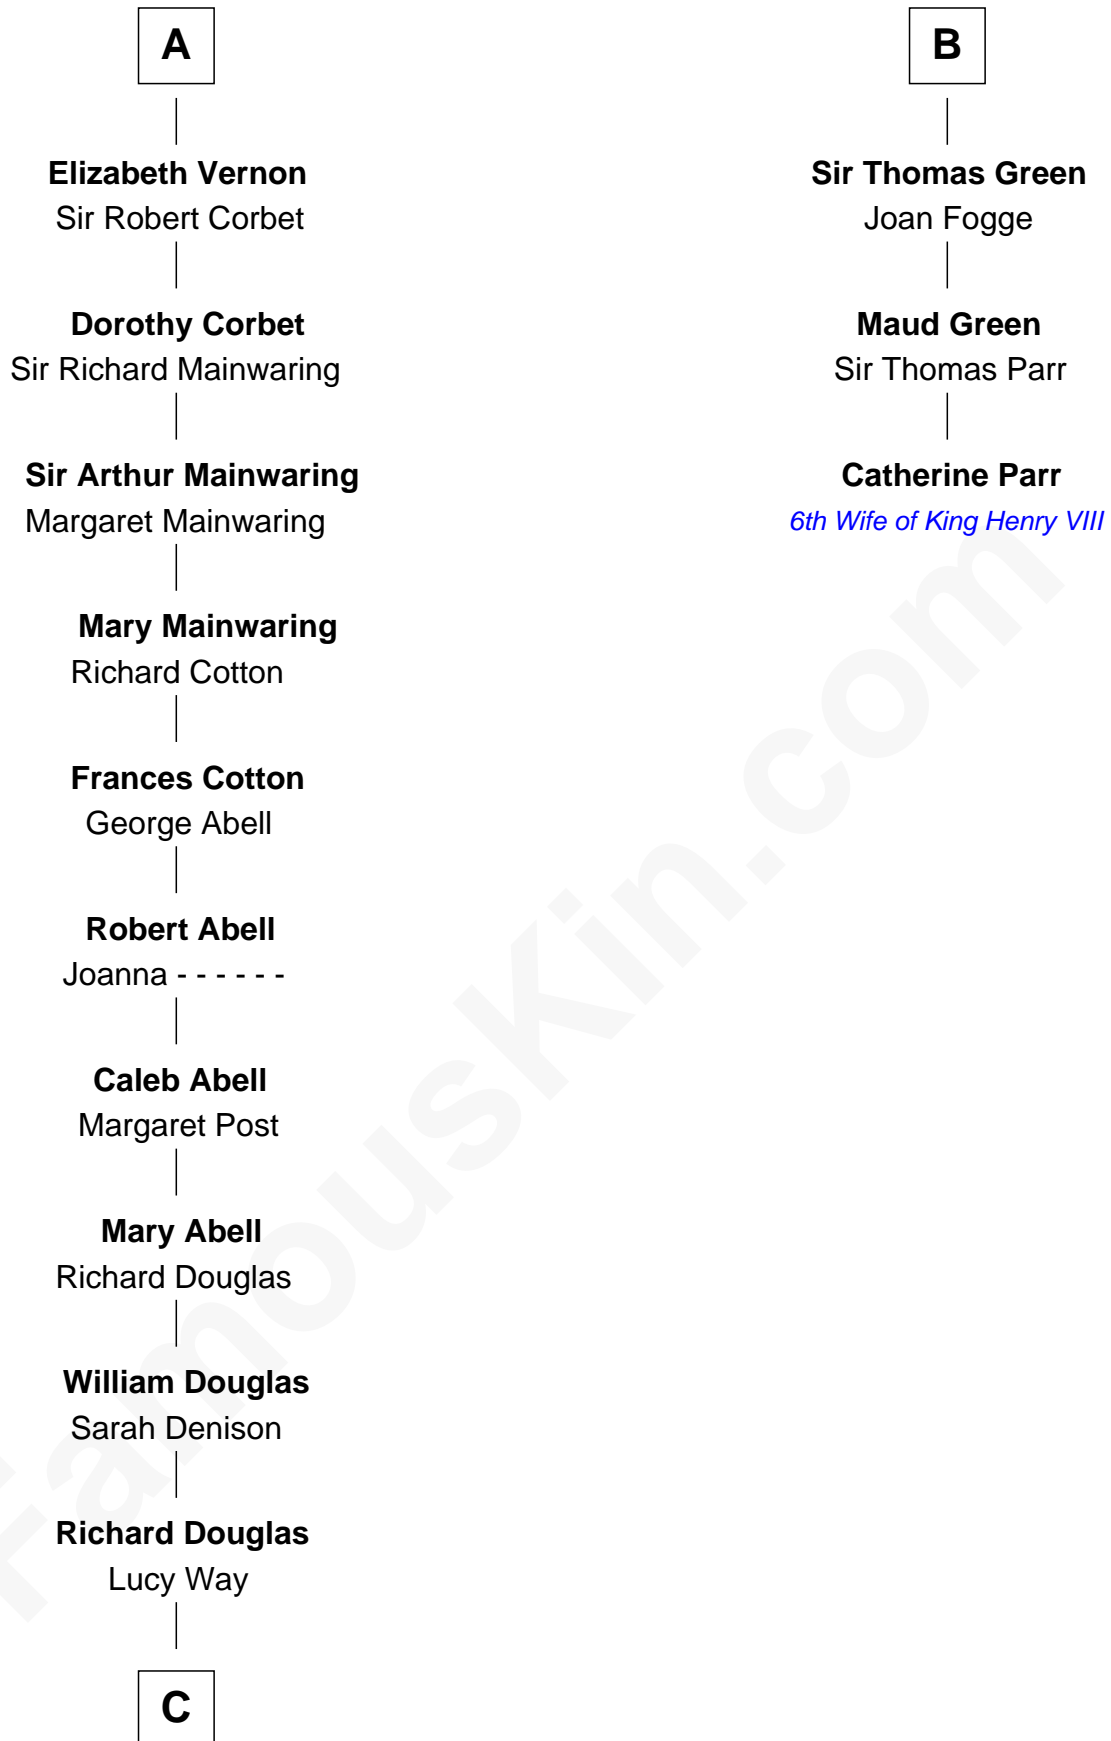 A
Elizabeth Vernon
Sir Robert Corbet
Dorothy Corbet
Sir Richard Mainwaring
Sir Arthur Mainwaring
Margaret Mainwaring
Mary Mainwaring
Richard Cotton
Frances Cotton
George Abell
Robert Abell
Joanna - - - - - -
Caleb Abell
Margaret Post
Mary Abell
Richard Douglas
William Douglas
Sarah Denison
Richard Douglas
Lucy Way
C
B
Sir Thomas Green
Joan Fogge
Maud Green
Sir Thomas Parr
Catherine Parr
6th Wife of King Henry VIII
FamousKin.com